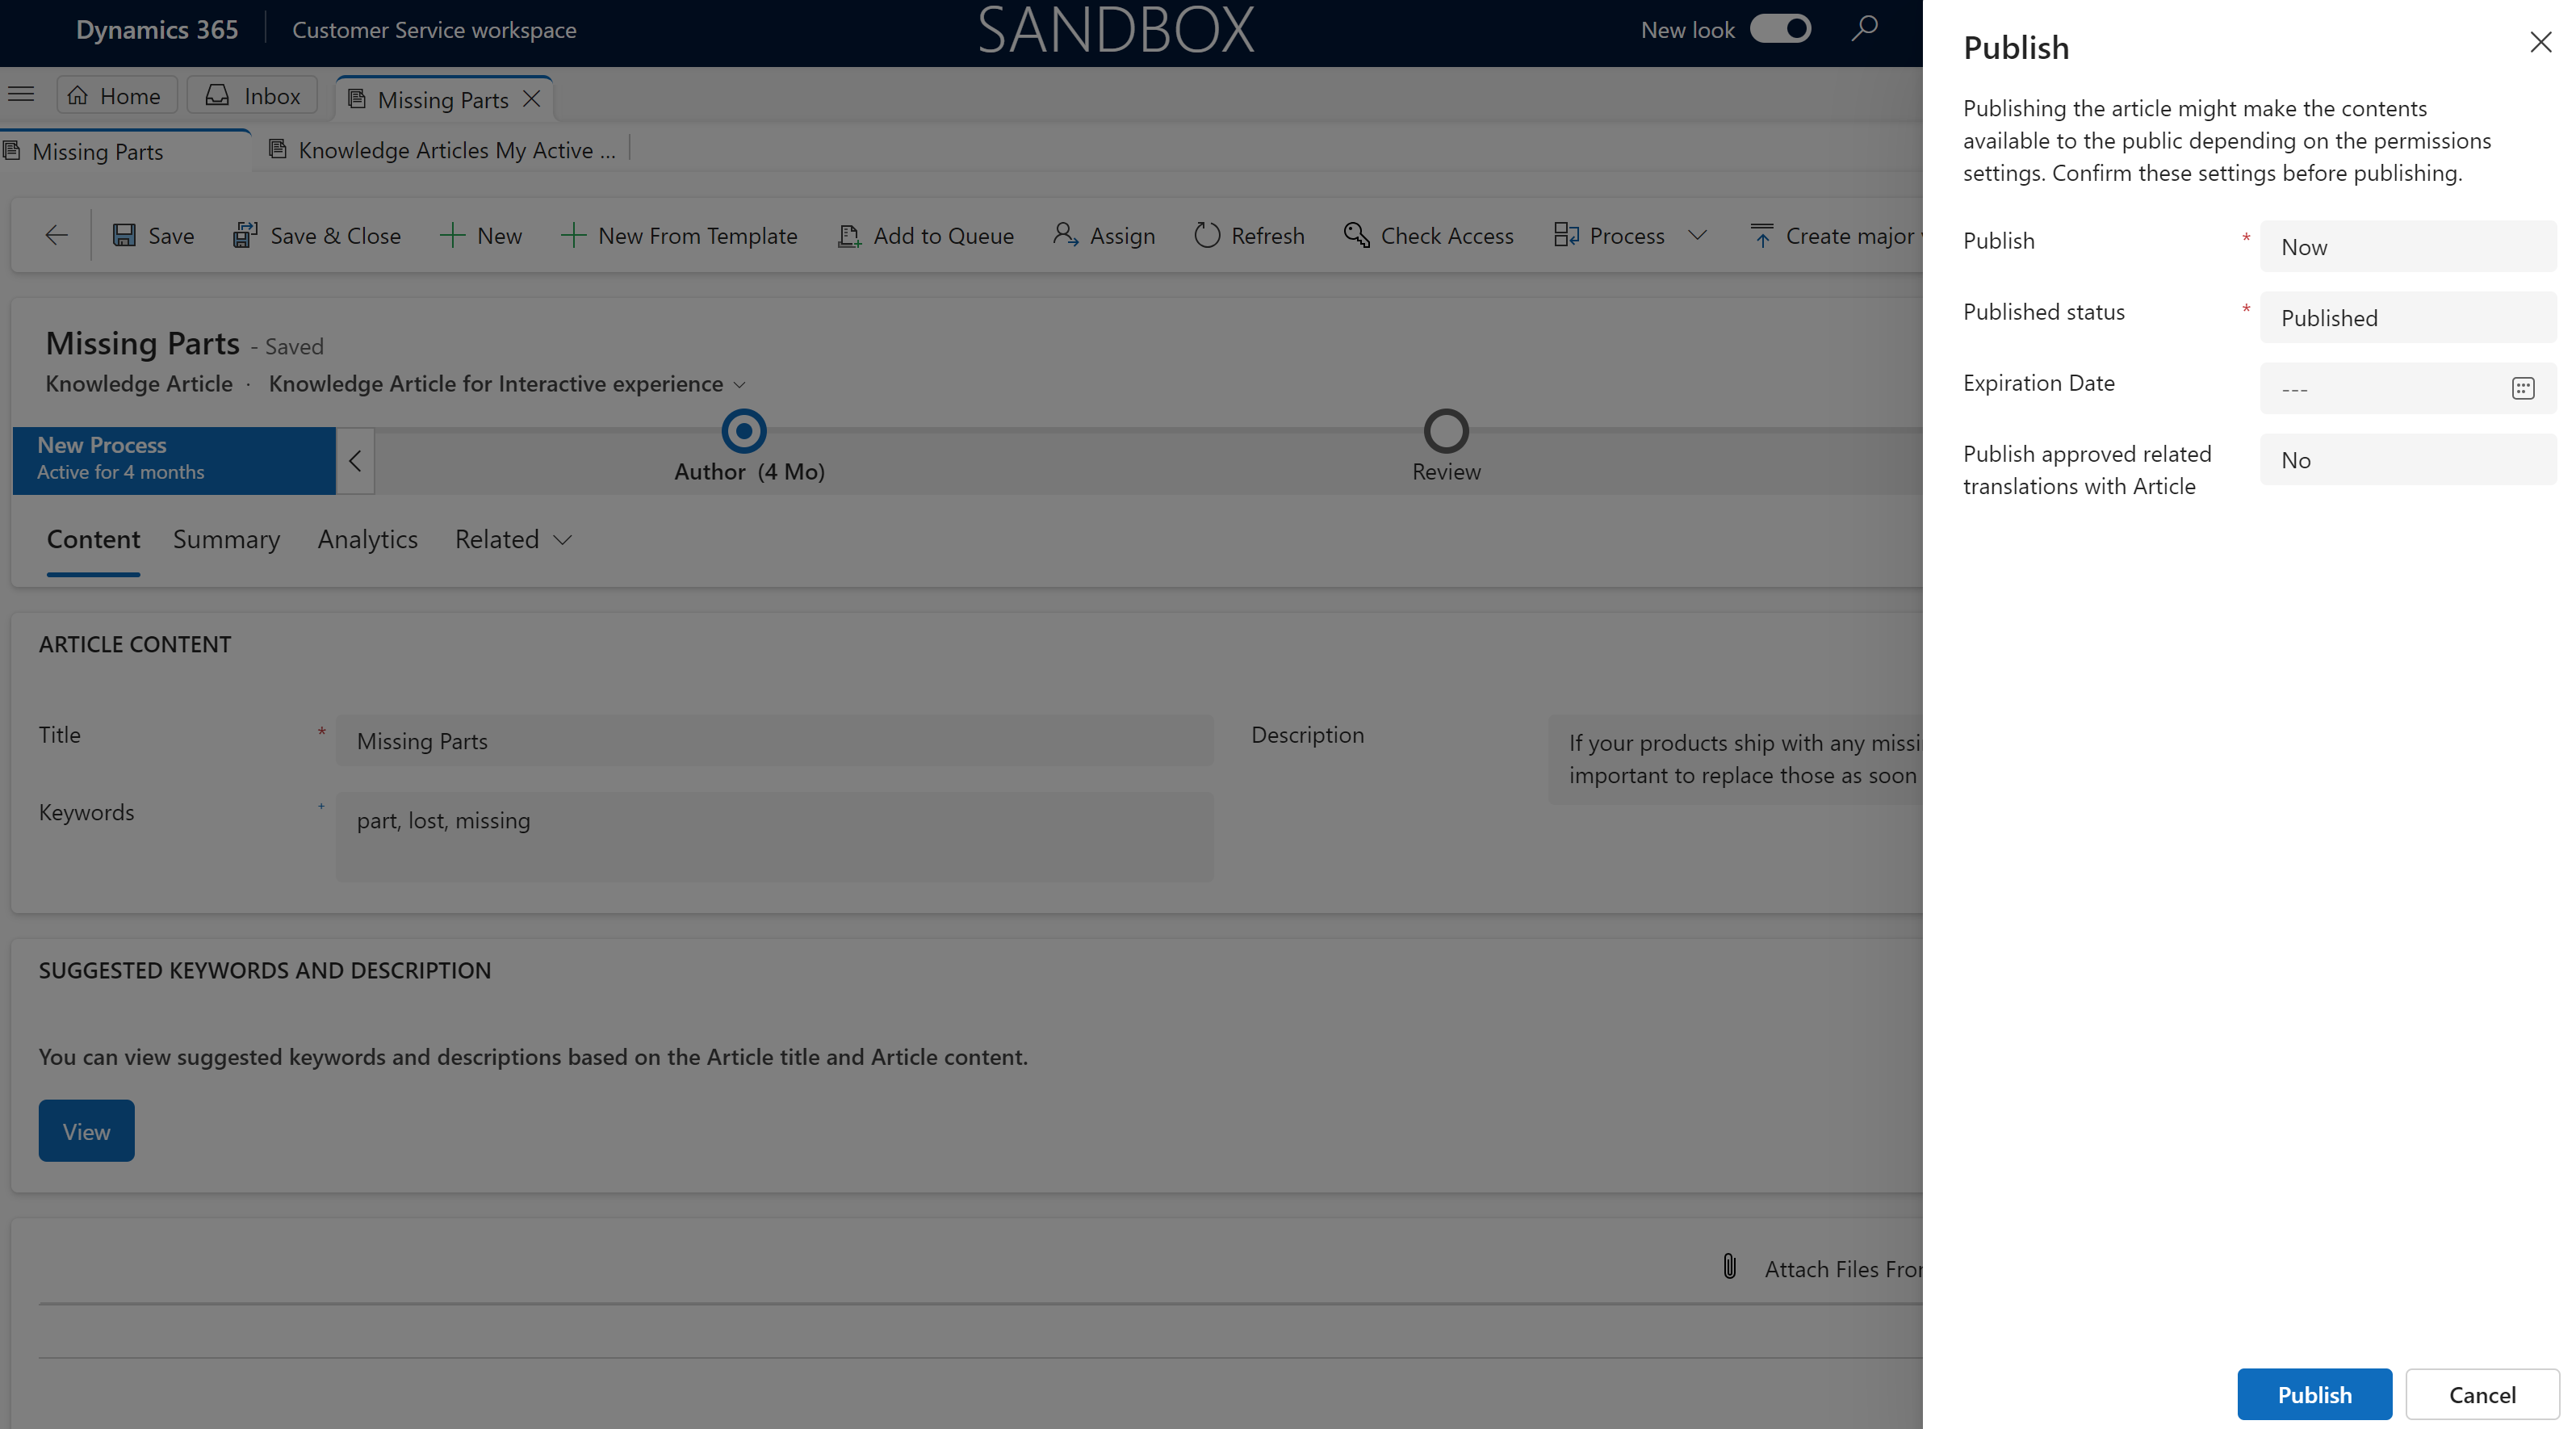 Dynamics 365
Customer Service workspace
SANDBOX
New look
Home
Inbox
Missing Parts
Missing Parts
Knowledge Articles My Active ...
Save
Save & Close
New
New From Template
Add to Queue
Assign
Refresh
Check Access
Process
Create major
Missing Parts - Saved
Knowledge Article · Knowledge Article for Interactive experience
New Process
Active for 4 months
Author (4 Mo)
Review
Content
Summary
Analytics
Related
ARTICLE CONTENT
Title *
Missing Parts
Description
If your products ship with any missi
important to replace those as soon
Keywords +
part, lost, missing
SUGGESTED KEYWORDS AND DESCRIPTION
You can view suggested keywords and descriptions based on the Article title and Article content.
View
Attach Files Fro
Publish
Publishing the article might make the contents
available to the public depending on the permissions
settings. Confirm these settings before publishing.
Publish *
Now
Published status *
Published
Expiration Date
---
Publish approved related
translations with Article
No
Publish
Cancel